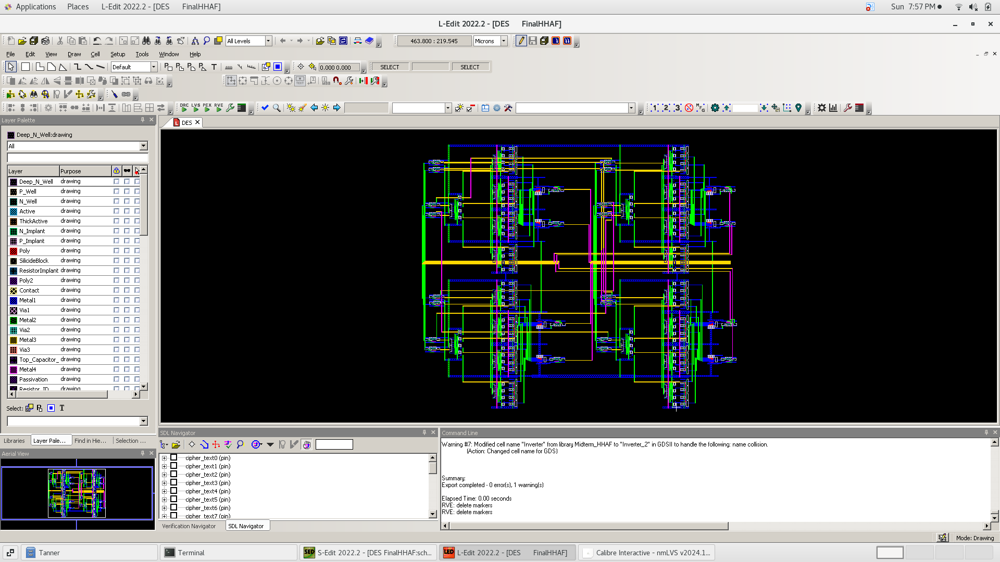 Applications Places L-Edit 2022.2 - [DES FinalHHAF] Sun 7:57 PM
L-Edit 2022.2 - [DES FinalHHAF]
All Levels 463.800 : 219.545 Microns
File Edit View Draw Cell Setup Tools Window Help
Default T 0.000 0.000 SELECT SELECT
TEXT MBB
DRC LVS PEX RVE 1 2 3
Layer Palette
DES
Deep_N_Well:drawing
All
Layer Purpose
Deep_N_Well drawing
P_Well drawing
N_Well drawing
Active drawing
ThickActive drawing
N_Implant drawing
P_Implant drawing
Poly drawing
SilicideBlock drawing
ResistorImplant drawing
Poly2 drawing
Contact drawing
Metal1 drawing
Via1 drawing
Metal2 drawing
Via2 drawing
Metal3 drawing
Via3 drawing
Top_Capacitor_ drawing
Metal4 drawing
Passivation drawing
Resistor_ID drawing
Select: T
Libraries Layer Pale... Find in Hie... Selection ...
Aerial View
SDL Navigator
cipher_text0 (pin)
cipher_text1 (pin)
cipher_text2 (pin)
cipher_text3 (pin)
cipher_text4 (pin)
cipher_text5 (pin)
cipher_text6 (pin)
cipher_text7 (pin)
Verification Navigator SDL Navigator
Command Line
Warning #7: Modified cell name "Inverter" from library Midterm_HHAF to "Inverter_2" in GDSII to handle the following: name collision.
(Action: Changed cell name for GDS)
Summary:
Export completed - 0 error(s), 1 warning(s)
Elapsed Time: 0.00 seconds
RVE: delete markers
RVE: delete markers
Mode: Drawing
Tanner Terminal SED S-Edit 2022.2 - [DES FinalHHAF:sch... LED L-Edit 2022.2 - [DES FinalHHAF] Calibre Interactive - nmLVS v2024.1...